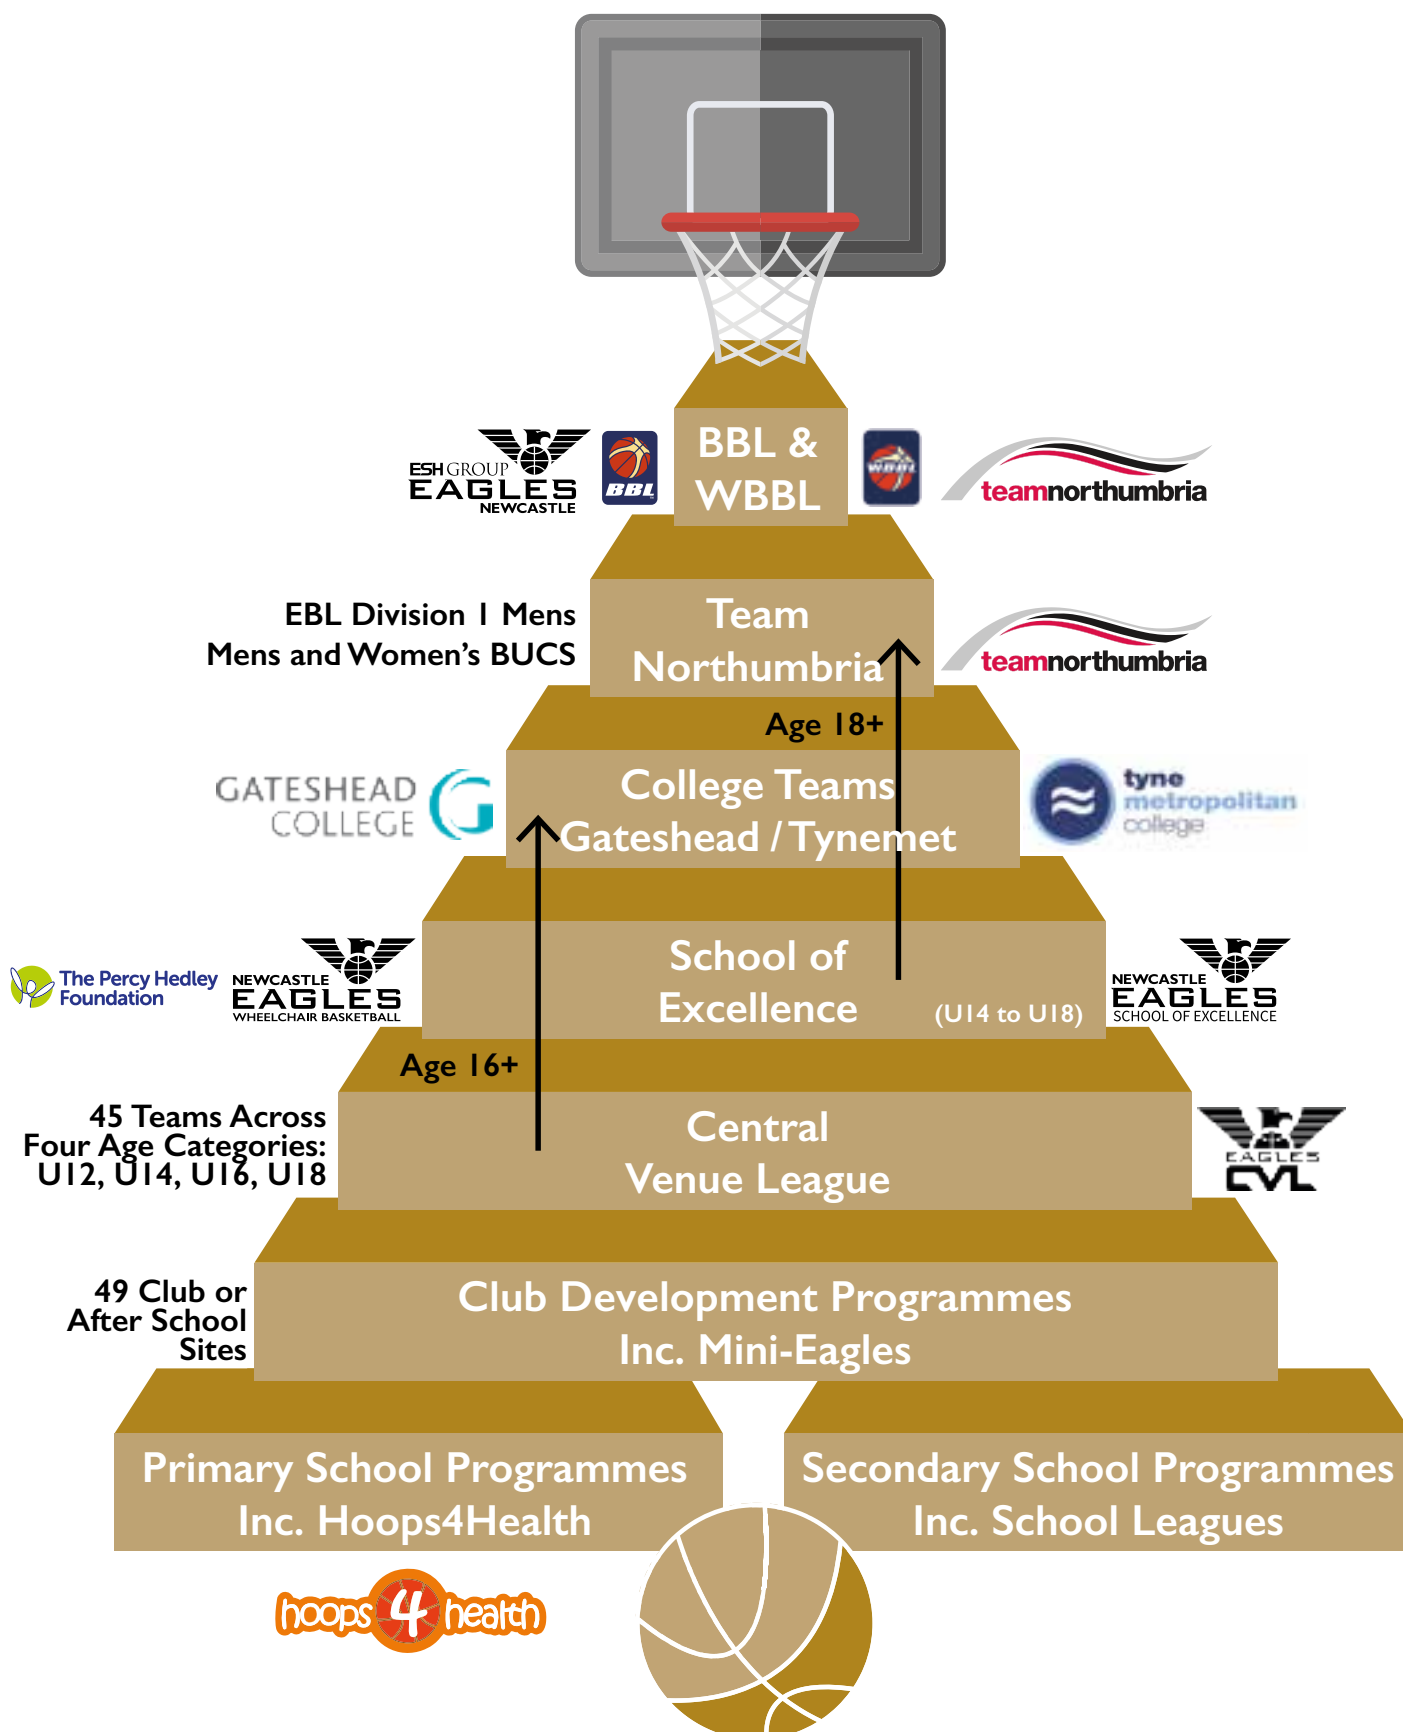 BBL &
WBBL
ESH GROUP
EAGLES
NEWCASTLE
BBL
WBBL
teamnorthumbria
EBL Division 1 Mens
Mens and Women's BUCS
Team
Northumbria
teamnorthumbria
Age 18+
GATESHEAD
COLLEGE
College Teams
Gateshead / Tynemet
tyne
metropolitan
college
The Percy Hedley
Foundation
NEWCASTLE
EAGLES
WHEELCHAIR BASKETBALL
School of
Excellence
(U14 to U18)
NEWCASTLE
EAGLES
SCHOOL OF EXCELLENCE
Age 16+
45 Teams Across
Four Age Categories:
U12, U14, U16, U18
Central
Venue League
EAGLES
CVL
49 Club or
After School
Sites
Club Development Programmes
Inc. Mini-Eagles
Primary School Programmes
Inc. Hoops4Health
Secondary School Programmes
Inc. School Leagues
hoops 4 health